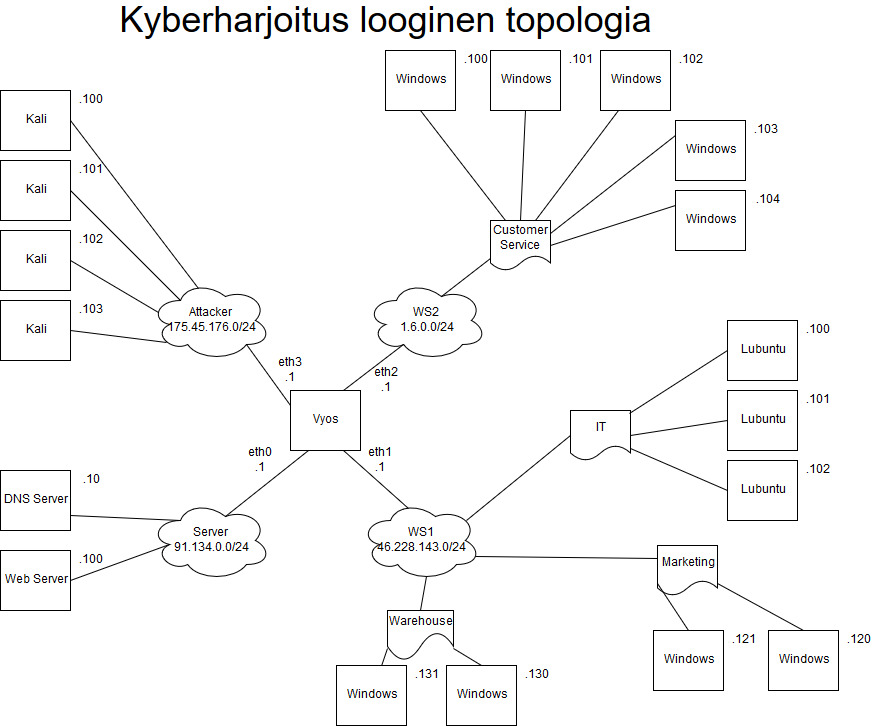 Kyberharjoitus looginen topologia
Windows
.100
Windows
.101
Windows
.102
Kali
.100
Windows
.103
Kali
.101
Windows
.104
Kali
.102
Customer
Service
Kali
.103
Attacker
175.45.176.0/24
WS2
1.6.0.0/24
Lubuntu
.100
eth3
.1
eth2
.1
Vyos
Lubuntu
.101
IT
eth0
.1
eth1
.1
Lubuntu
.102
DNS Server
.10
Server
91.134.0.0/24
WS1
46.228.143.0/24
Web Server
.100
Marketing
Warehouse
Windows
.121
Windows
.120
Windows
.131
Windows
.130